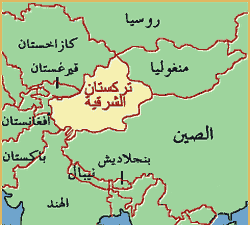 روسيا
كازاخستان
منغوليا
قيرغستان
تركستان
الشرقية
أفغانستان
الصين
باكستان
بنجلاديش
نيبال
الهند